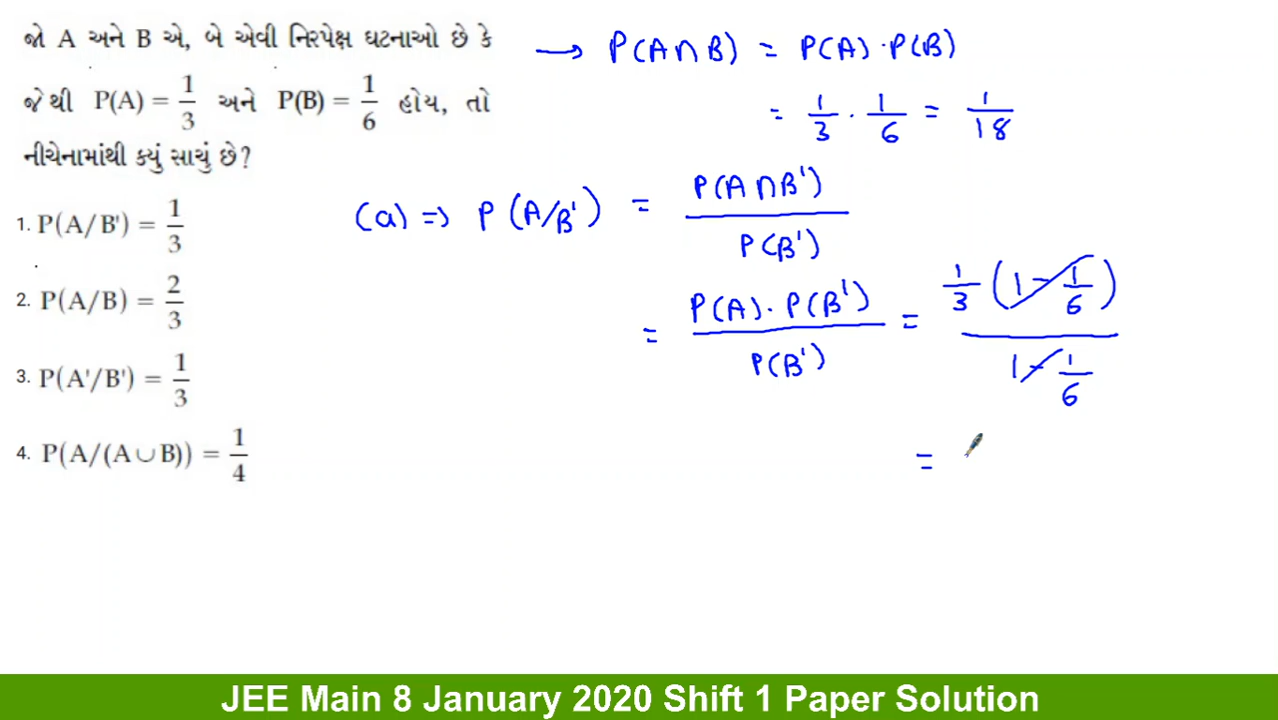 જો A અને B એ, બે એવી નિરપેક્ષ ઘટનાઓ છે કે
જેથી P(A) = 1/3 અને P(B) = 1/6 હોય, તો
નીચેનામાંથી ક્યું સાચું છે?
1. P(A/B') = 1/3
2. P(A/B) = 2/3
3. P(A'/B') = 1/3
4. P(A/(A∪B)) = 1/4
→ P(A∩B) = P(A)·P(B)
= 1/3 · 1/6 = 1/18
(a) ⇒ P(A/B') = P(A∩B')/P(B')
= P(A)·P(B')/P(B') = 1/3 (1 - 1/6)/1 - 1/6
=
JEE Main 8 January 2020 Shift 1 Paper Solution